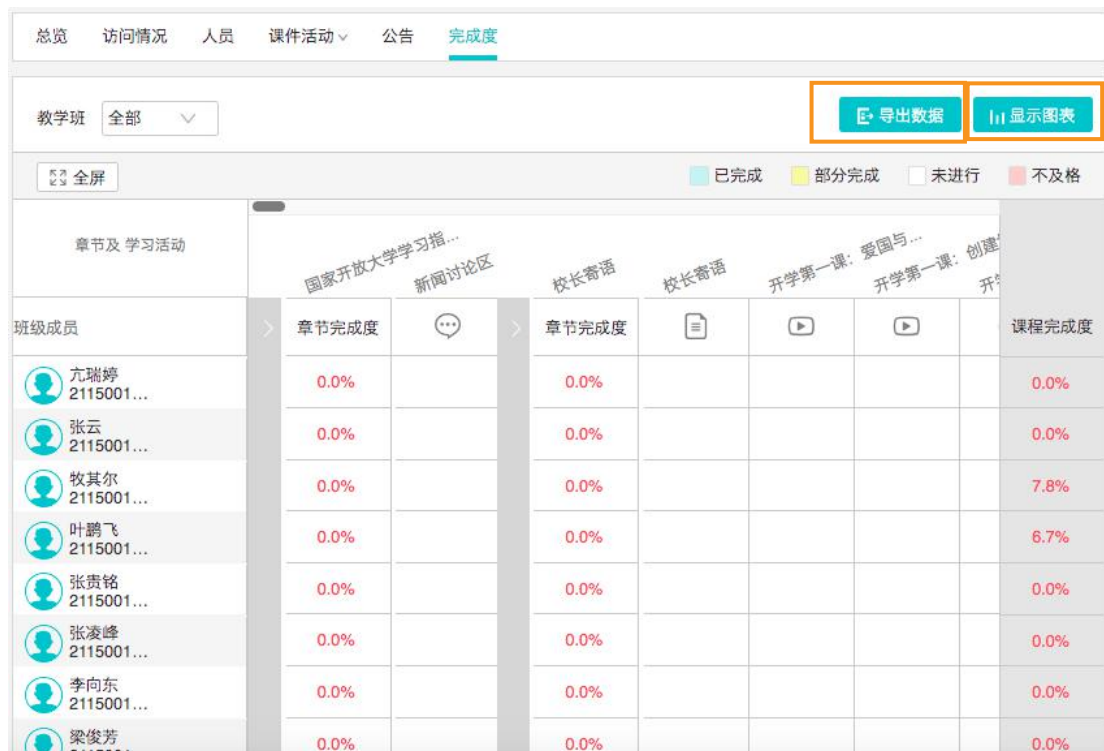 总览 访问情况 人员 课件活动 公告 完成度
教学班 全部 导出数据 显示图表
全屏 已完成 部分完成 未进行 不及格
章节及 学习活动 国家开放大学学习指... 新闻讨论区 校长寄语 校长寄语 开学第一课：爱国与... 开学第一课：创建
班级成员 章节完成度 章节完成度 课程完成度
亢瑞婷
2115001...
0.0% 0.0% 0.0%
张云
2115001...
0.0% 0.0% 0.0%
牧其尔
2115001...
0.0% 0.0% 7.8%
叶鹏飞
2115001...
0.0% 0.0% 6.7%
张贵铭
2115001...
0.0% 0.0% 0.0%
张凌峰
2115001...
0.0% 0.0% 0.0%
李向东
2115001...
0.0% 0.0% 0.0%
梁俊芳
0.0% 0.0% 0.0%